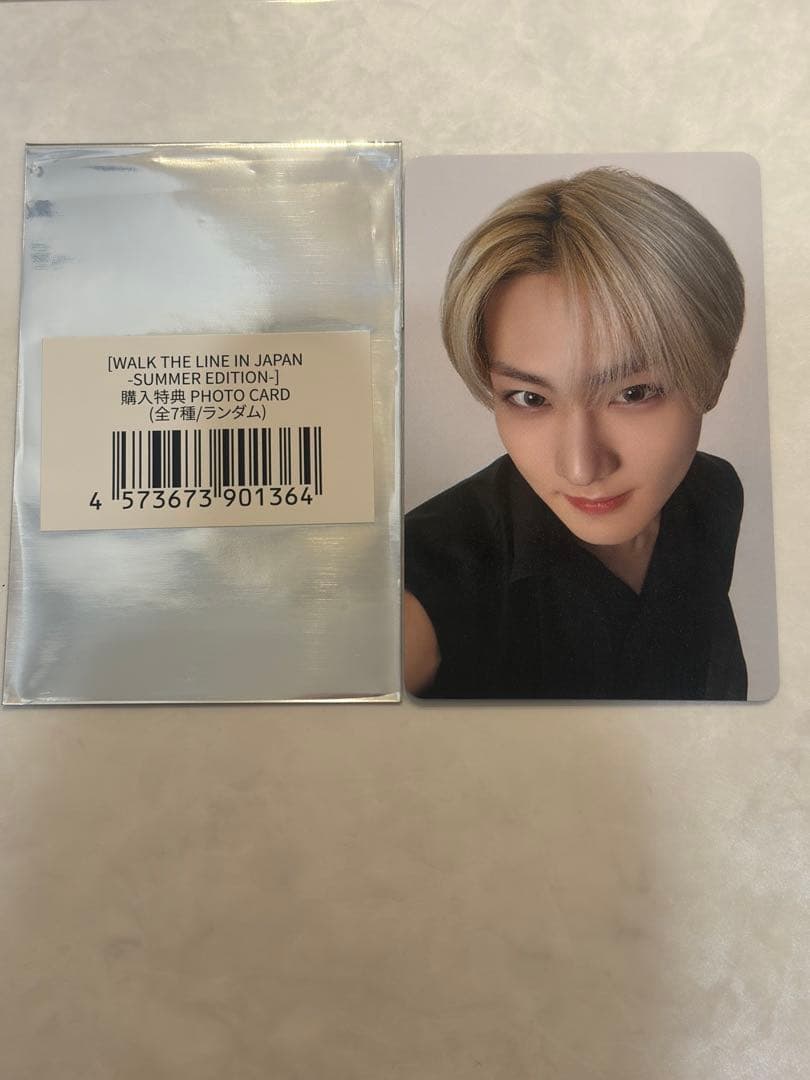 [WALK THE LINE IN JAPAN
-SUMMER EDITION-]
購入特典 PHOTO CARD
(全7種/ランダム)
4 573673 901364